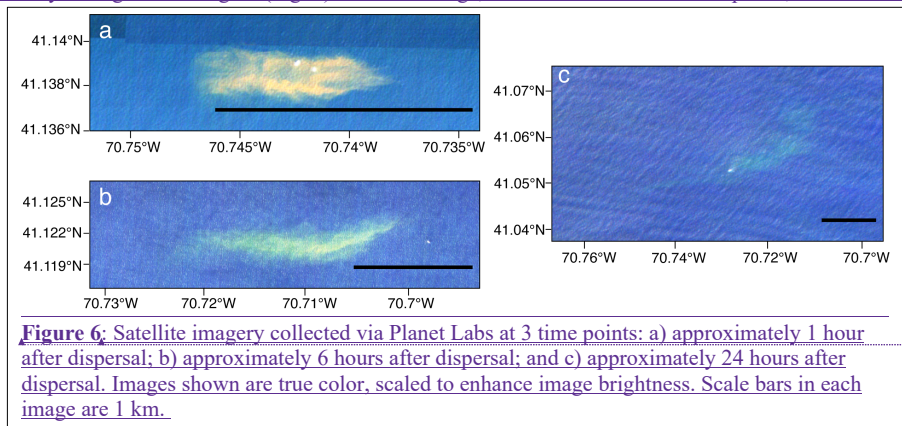 a
41.14°N
41.138°N
41.136°N
70.75°W 70.745°W 70.74°W 70.735°W
b
41.125°N
41.122°N
41.119°N
70.73°W 70.72°W 70.71°W 70.7°W
c
41.07°N
41.06°N
41.05°N
41.04°N
70.76°W 70.74°W 70.72°W 70.7°W
Figure 6: Satellite imagery collected via Planet Labs at 3 time points: a) approximately 1 hour
after dispersal; b) approximately 6 hours after dispersal; and c) approximately 24 hours after
dispersal. Images shown are true color, scaled to enhance image brightness. Scale bars in each
image are 1 km.